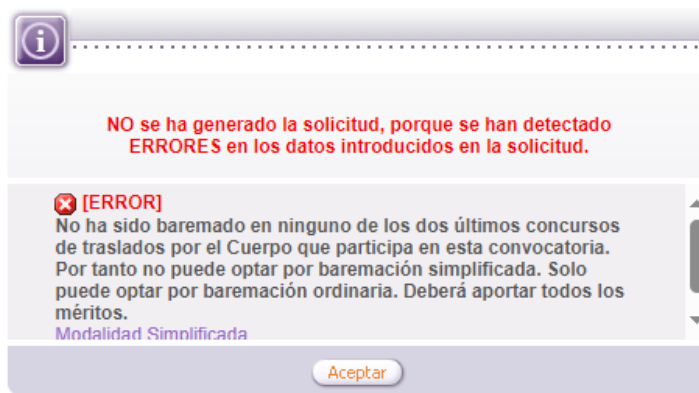 NO se ha generado la solicitud, porque se han detectado
ERRORES en los datos introducidos en la solicitud.
[ERROR]
No ha sido baremado en ninguno de los dos últimos concursos
de traslados por el Cuerpo que participa en esta convocatoria.
Por tanto no puede optar por baremación simplificada. Solo
puede optar por baremación ordinaria. Deberá aportar todos los
méritos.
Modalidad Simplificada
Aceptar